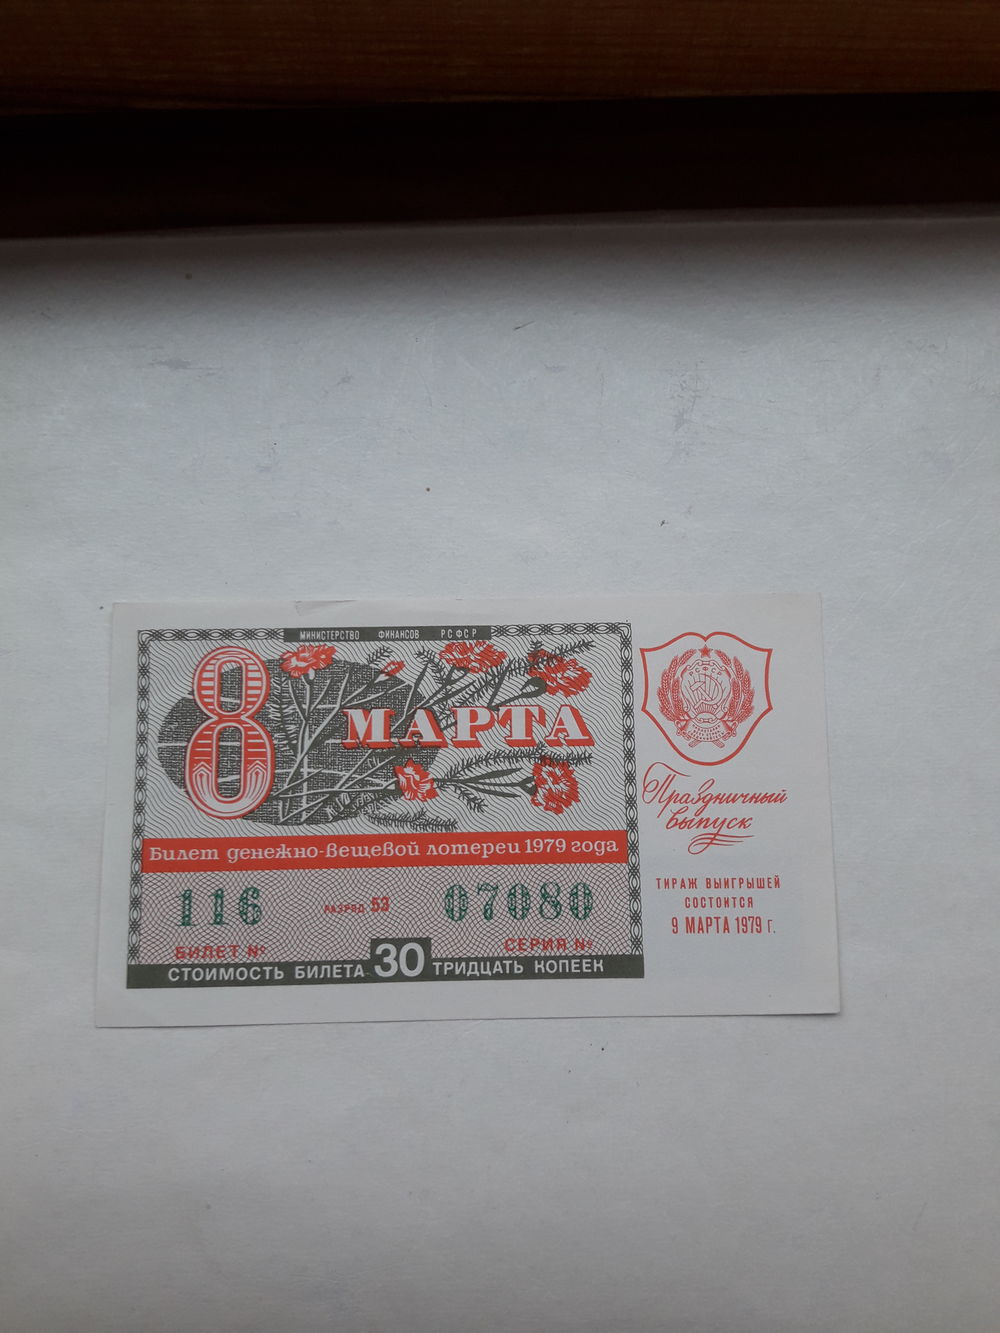 МИНИСТЕРСТВО ФИНАНСОВ РСФСР
8 МАРТА
Билет денежно-вещевой лотереи 1979 года
116 РАЗРЯД 53 07080
БИЛЕТ № СЕРИЯ №
СТОИМОСТЬ БИЛЕТА 30 ТРИДЦАТЬ КОПЕЕК
РСФСР
Праздничный
выпуск
ТИРАЖ ВЫИГРЫШЕЙ
СОСТОИТСЯ
9 МАРТА 1979 г.